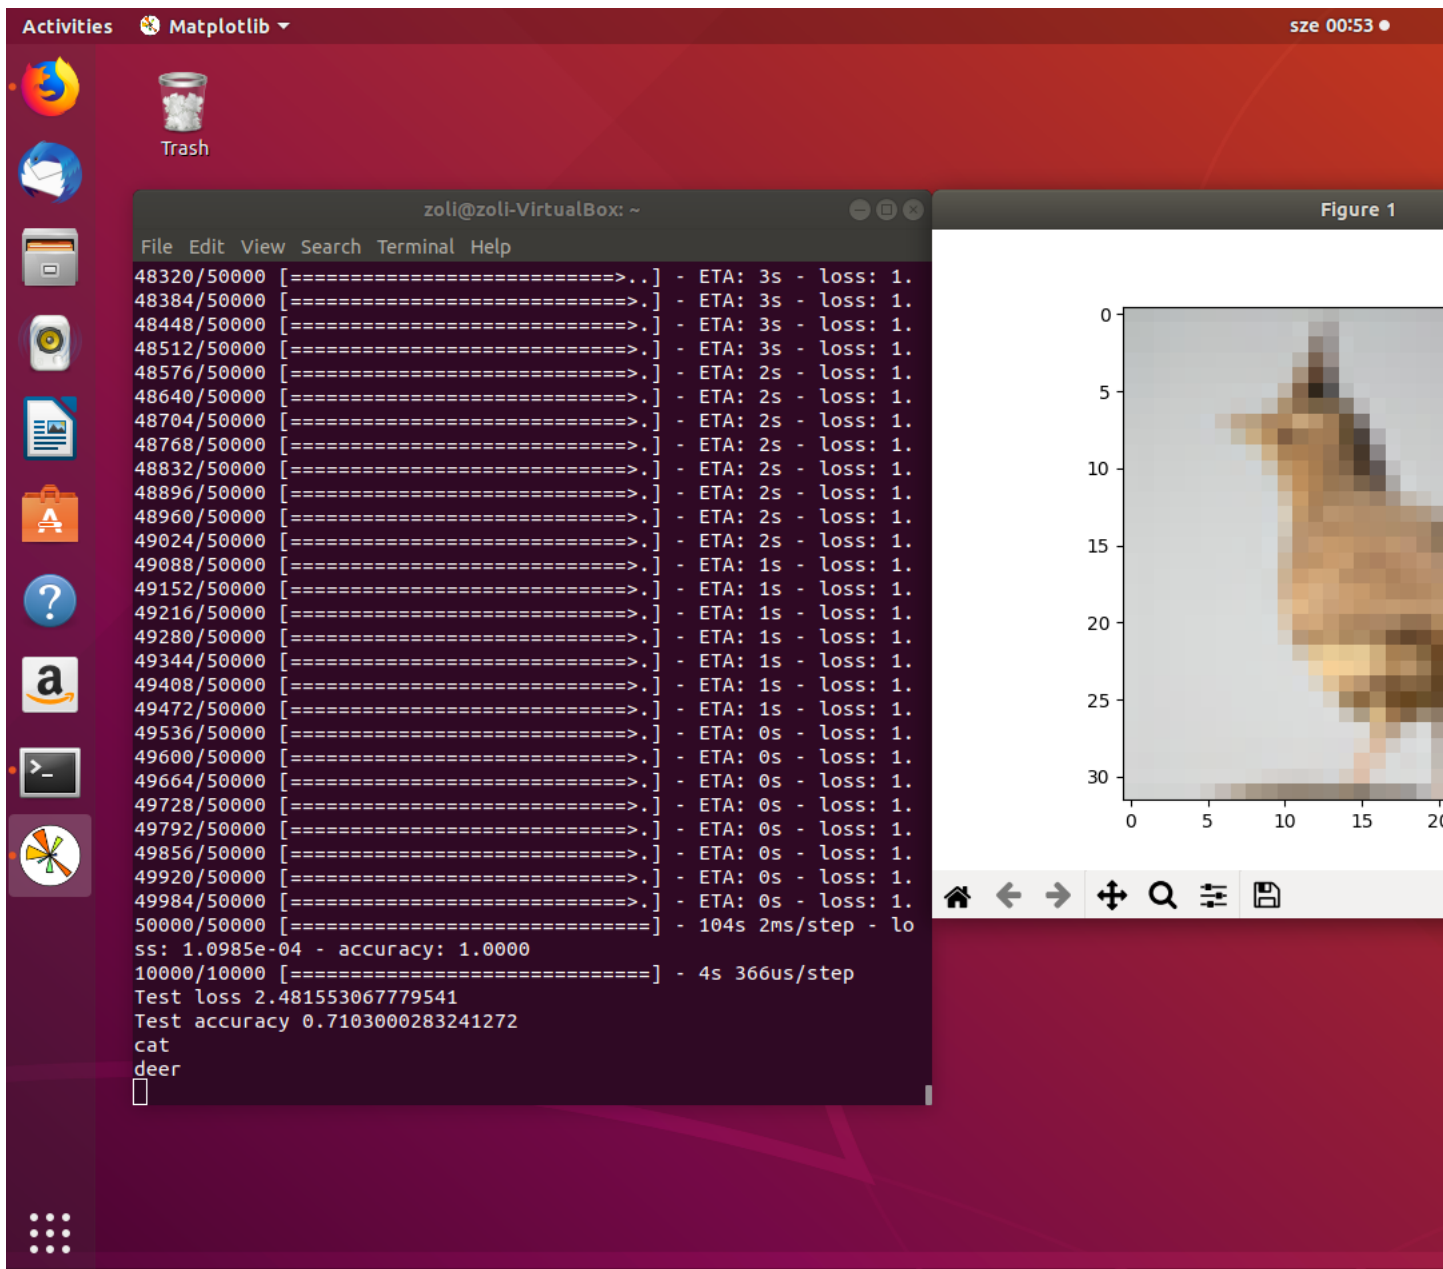 Activities Matplotlib sze 00:53
Trash
zoli@zoli-VirtualBox: ~
File Edit View Search Terminal Help
48320/50000 [===========================>..] - ETA: 3s - loss: 1.
48384/50000 [============================>.] - ETA: 3s - loss: 1.
48448/50000 [============================>.] - ETA: 3s - loss: 1.
48512/50000 [============================>.] - ETA: 3s - loss: 1.
48576/50000 [============================>.] - ETA: 2s - loss: 1.
48640/50000 [============================>.] - ETA: 2s - loss: 1.
48704/50000 [============================>.] - ETA: 2s - loss: 1.
48768/50000 [============================>.] - ETA: 2s - loss: 1.
48832/50000 [============================>.] - ETA: 2s - loss: 1.
48896/50000 [============================>.] - ETA: 2s - loss: 1.
48960/50000 [============================>.] - ETA: 2s - loss: 1.
49024/50000 [============================>.] - ETA: 2s - loss: 1.
49088/50000 [============================>.] - ETA: 1s - loss: 1.
49152/50000 [============================>.] - ETA: 1s - loss: 1.
49216/50000 [============================>.] - ETA: 1s - loss: 1.
49280/50000 [============================>.] - ETA: 1s - loss: 1.
49344/50000 [============================>.] - ETA: 1s - loss: 1.
49408/50000 [============================>.] - ETA: 1s - loss: 1.
49472/50000 [============================>.] - ETA: 1s - loss: 1.
49536/50000 [============================>.] - ETA: 0s - loss: 1.
49600/50000 [============================>.] - ETA: 0s - loss: 1.
49664/50000 [============================>.] - ETA: 0s - loss: 1.
49728/50000 [============================>.] - ETA: 0s - loss: 1.
49792/50000 [============================>.] - ETA: 0s - loss: 1.
49856/50000 [============================>.] - ETA: 0s - loss: 1.
49920/50000 [============================>.] - ETA: 0s - loss: 1.
49984/50000 [============================>.] - ETA: 0s - loss: 1.
50000/50000 [==============================] - 104s 2ms/step - lo
ss: 1.0985e-04 - accuracy: 1.0000
10000/10000 [==============================] - 4s 366us/step
Test loss 2.481553067779541
Test accuracy 0.7103000283241272
cat
deer
Figure 1
0
5
10
15
20
25
30
0 5 10 15 20